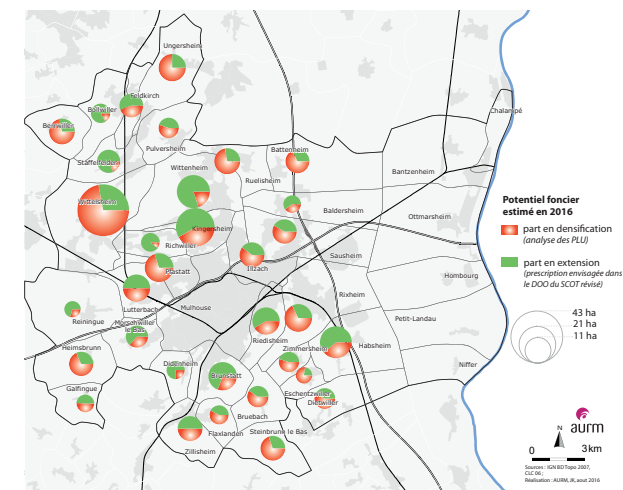 Ungersheim
Feldkirch
Bollwiller
Berrwiller
Chalampé
Pulversheim
Battenheim
Staffelfelden
Wittenheim
Bantzenheim
Ruelisheim
Wittelsheim
Baldersheim
Ottmarsheim
Kingersheim
Richwiller
Sausheim
Pfastatt
Illzach
Hombourg
Rixheim
Lutterbach
Mulhouse
Reiningue
Morschwiller
le Bas
Petit-Landau
Riedisheim
Habsheim
Heimsbrunn
Zimmersheim
Didenheim
Niffer
Brunstatt
Galfingue
Eschentzwiller
Dietwiller
Bruebach
Flaxlanden
Steinbrunn le Bas
Zillisheim
Potentiel foncier
estimé en 2016
part en densification
(analyse des PLU)
part en extension
(prescription envisagée dans
le DOO du SCOT révisé)
43 ha
21 ha
11 ha
N
aurm
0 3km
Sources : IGN BD Topo 2007,
CLC 06 ;
Réalisation : AURM, JK, aout 2016